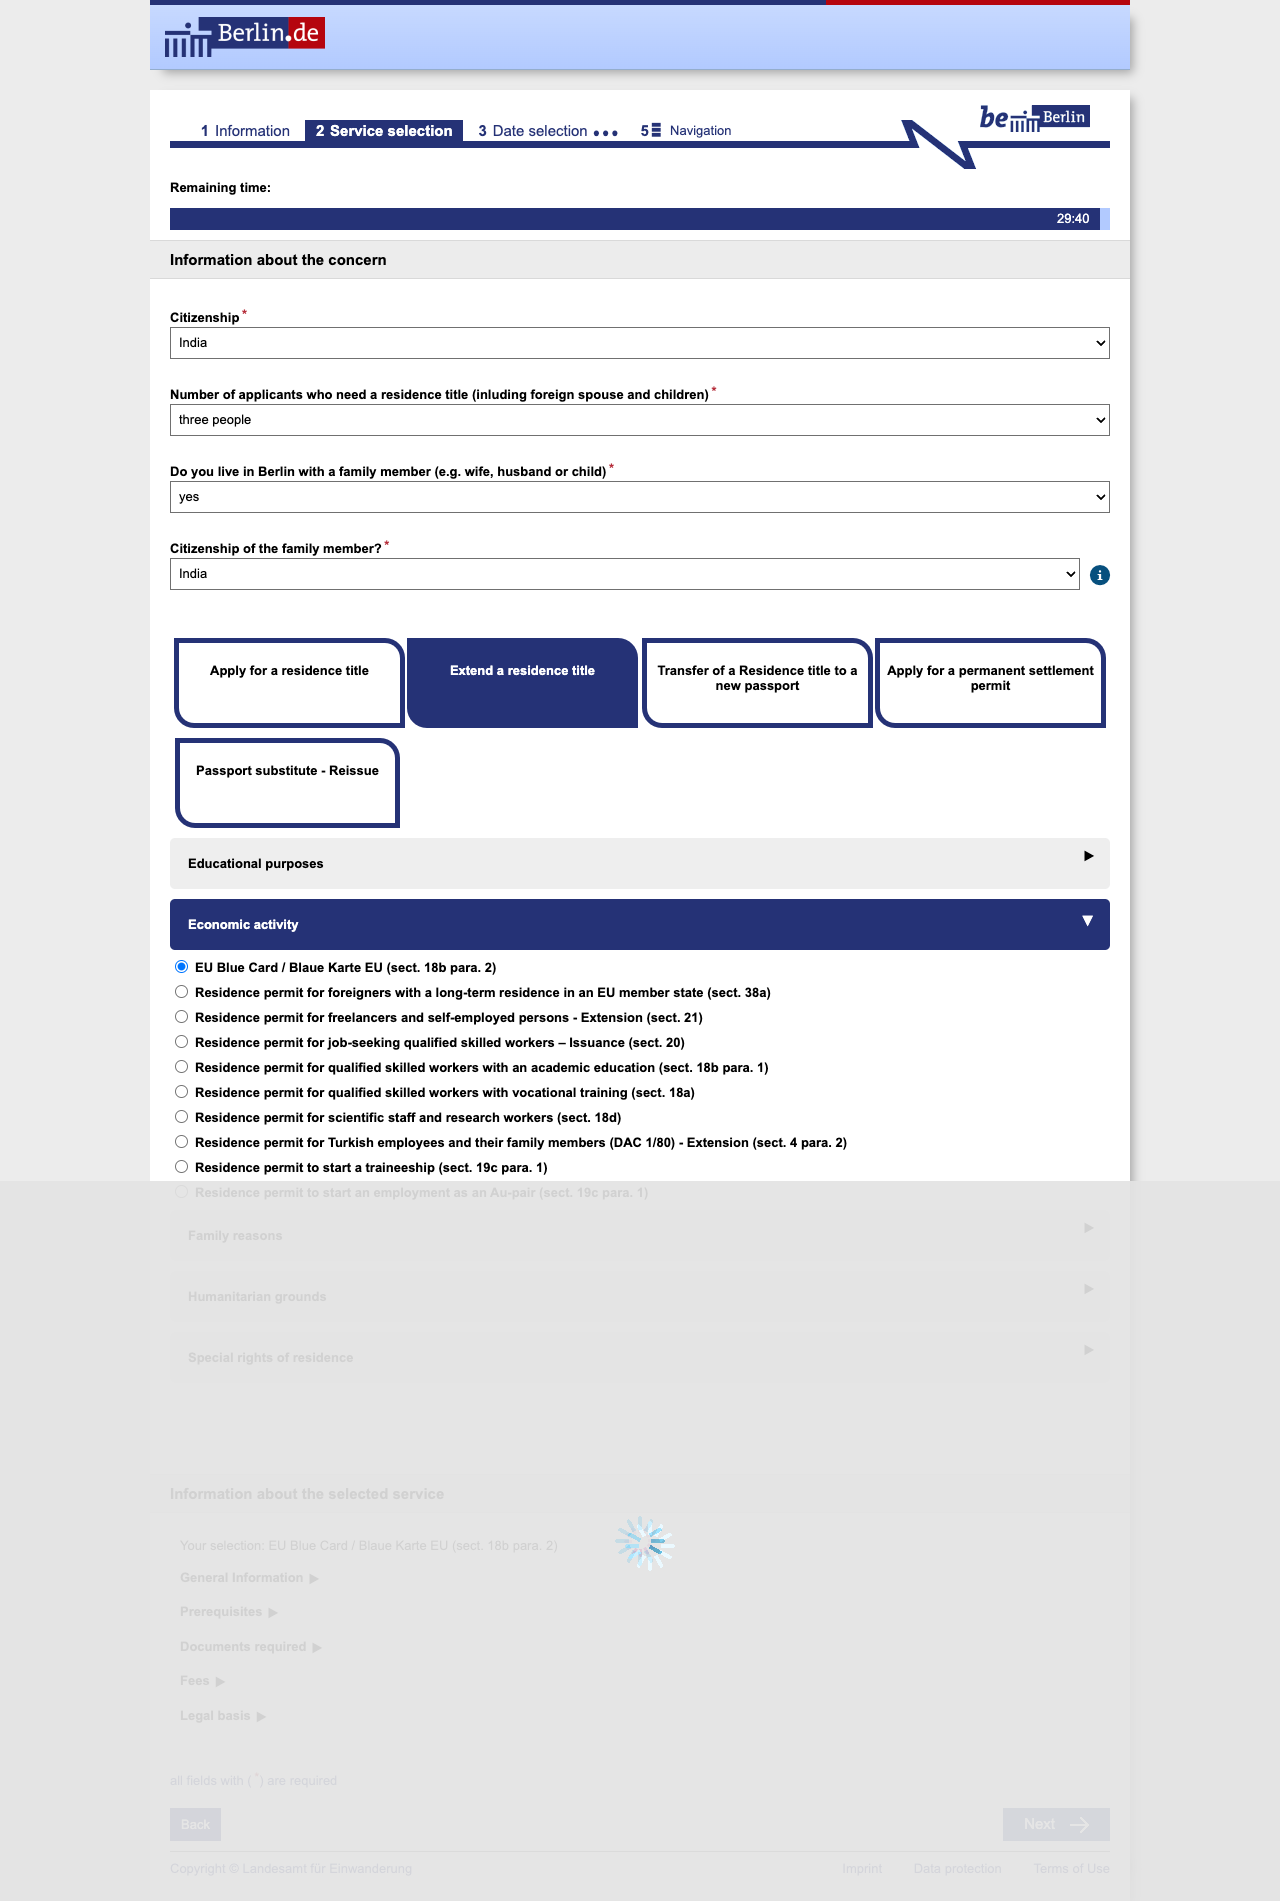 Berlin.de
be Berlin
1 Information 2 Service selection 3 Date selection ... 5 Navigation
Remaining time:
29:40
Information about the concern
Citizenship *
India
Number of applicants who need a residence title (inluding foreign spouse and children) *
three people
Do you live in Berlin with a family member (e.g. wife, husband or child) *
yes
Citizenship of the family member? *
India
i
Apply for a residence title
Extend a residence title
Transfer of a Residence title to a
new passport
Apply for a permanent settlement
permit
Passport substitute - Reissue
Educational purposes
Economic activity
EU Blue Card / Blaue Karte EU (sect. 18b para. 2)
Residence permit for foreigners with a long-term residence in an EU member state (sect. 38a)
Residence permit for freelancers and self-employed persons - Extension (sect. 21)
Residence permit for job-seeking qualified skilled workers – Issuance (sect. 20)
Residence permit for qualified skilled workers with an academic education (sect. 18b para. 1)
Residence permit for qualified skilled workers with vocational training (sect. 18a)
Residence permit for scientific staff and research workers (sect. 18d)
Residence permit for Turkish employees and their family members (DAC 1/80) - Extension (sect. 4 para. 2)
Residence permit to start a traineeship (sect. 19c para. 1)
Residence permit to start an employment as an Au-pair (sect. 19c para. 1)
Family reasons
Humanitarian grounds
Special rights of residence
Information about the selected service
Your selection: EU Blue Card / Blaue Karte EU (sect. 18b para. 2)
General Information
Prerequisites
Documents required
Fees
Legal basis
all fields with ( * ) are required
Back
Next
Copyright © Landesamt für Einwanderung Imprint Data protection Terms of Use